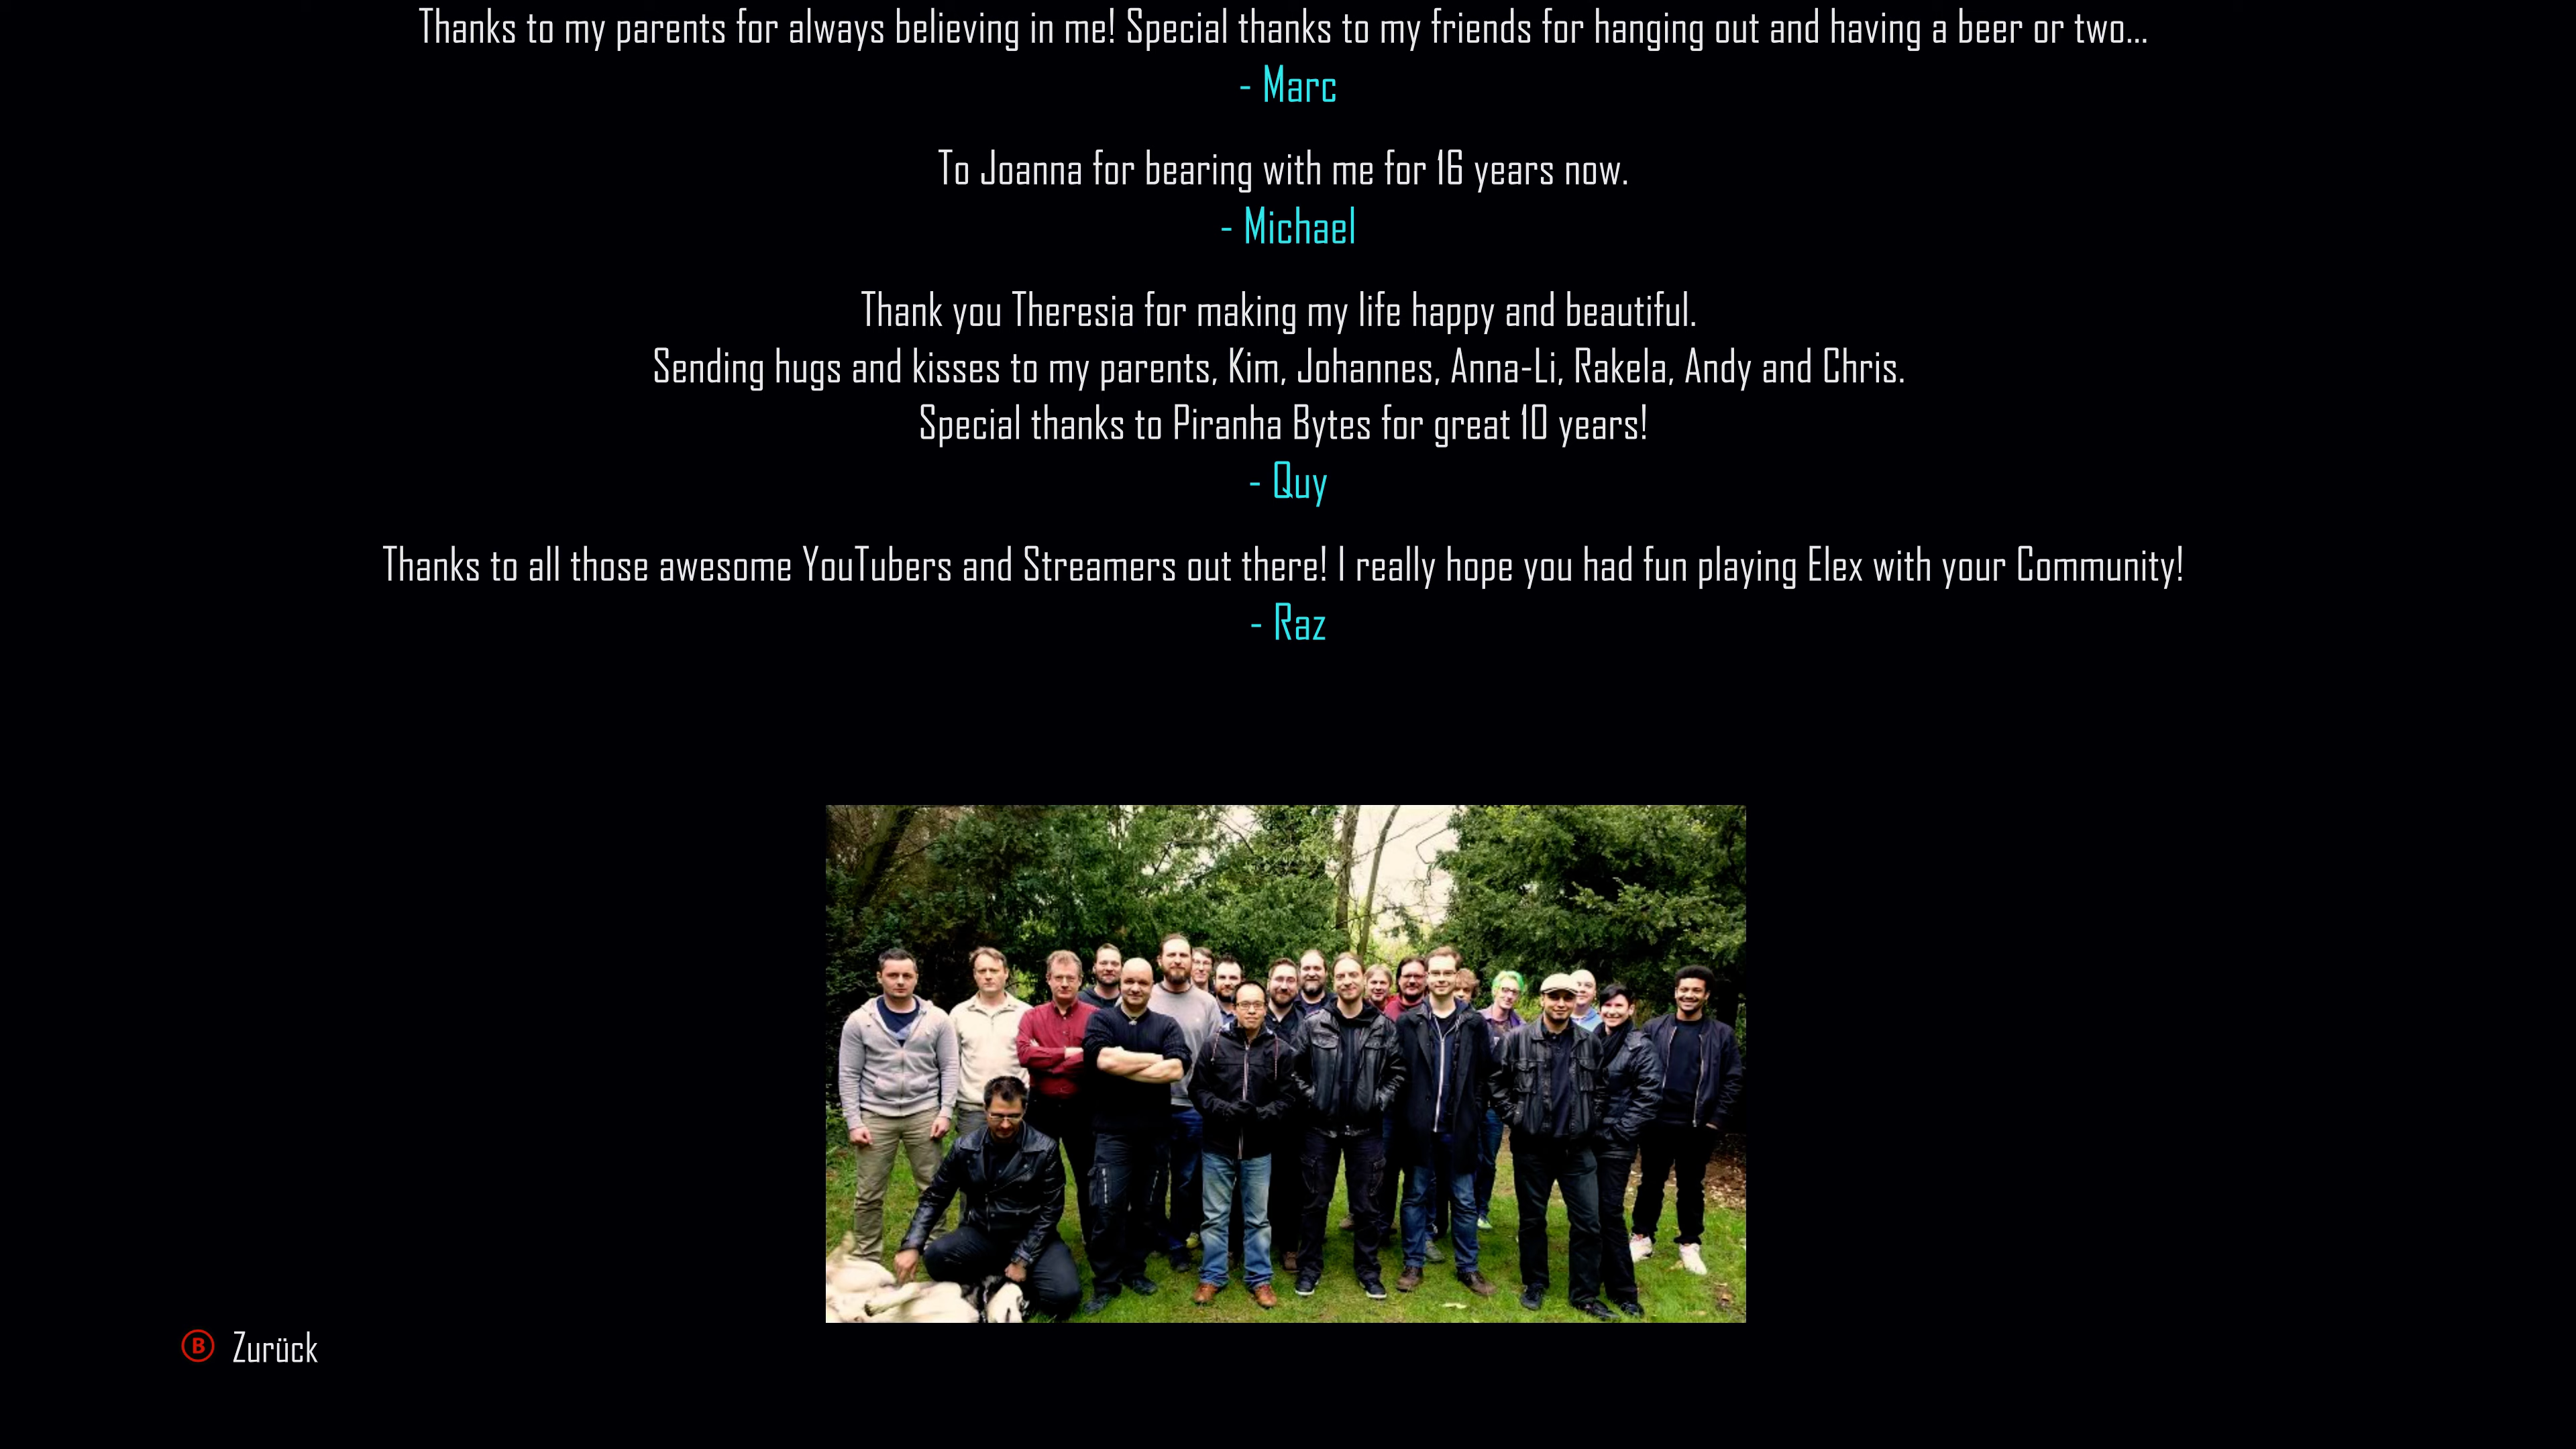 Thanks to my parents for always believing in me! Special thanks to my friends for hanging out and having a beer or two...
- Marc
To Joanna for bearing with me for 16 years now.
- Michael
Thank you Theresia for making my life happy and beautiful.
Sending hugs and kisses to my parents, Kim, Johannes, Anna-Li, Rakela, Andy and Chris.
Special thanks to Piranha Bytes for great 10 years!
- Quy
Thanks to all those awesome YouTubers and Streamers out there! I really hope you had fun playing Elex with your Community!
- Raz
B Zurück